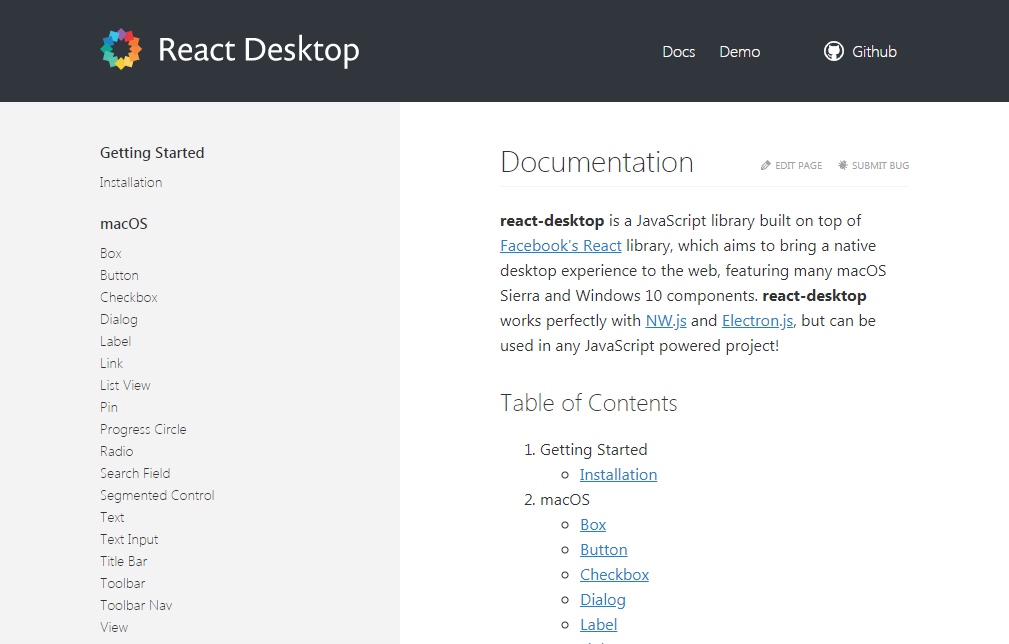 React Desktop
Docs Demo Github
Getting Started
Installation
macOS
Box
Button
Checkbox
Dialog
Label
Link
List View
Pin
Progress Circle
Radio
Search Field
Segmented Control
Text
Text Input
Title Bar
Toolbar
Toolbar Nav
View
Documentation
EDIT PAGE SUBMIT BUG
react-desktop is a JavaScript library built on top of
Facebook's React library, which aims to bring a native
desktop experience to the web, featuring many macOS
Sierra and Windows 10 components. react-desktop
works perfectly with NW.js and Electron.js, but can be
used in any JavaScript powered project!
Table of Contents
1. Getting Started
Installation
2. macOS
Box
Button
Checkbox
Dialog
Label